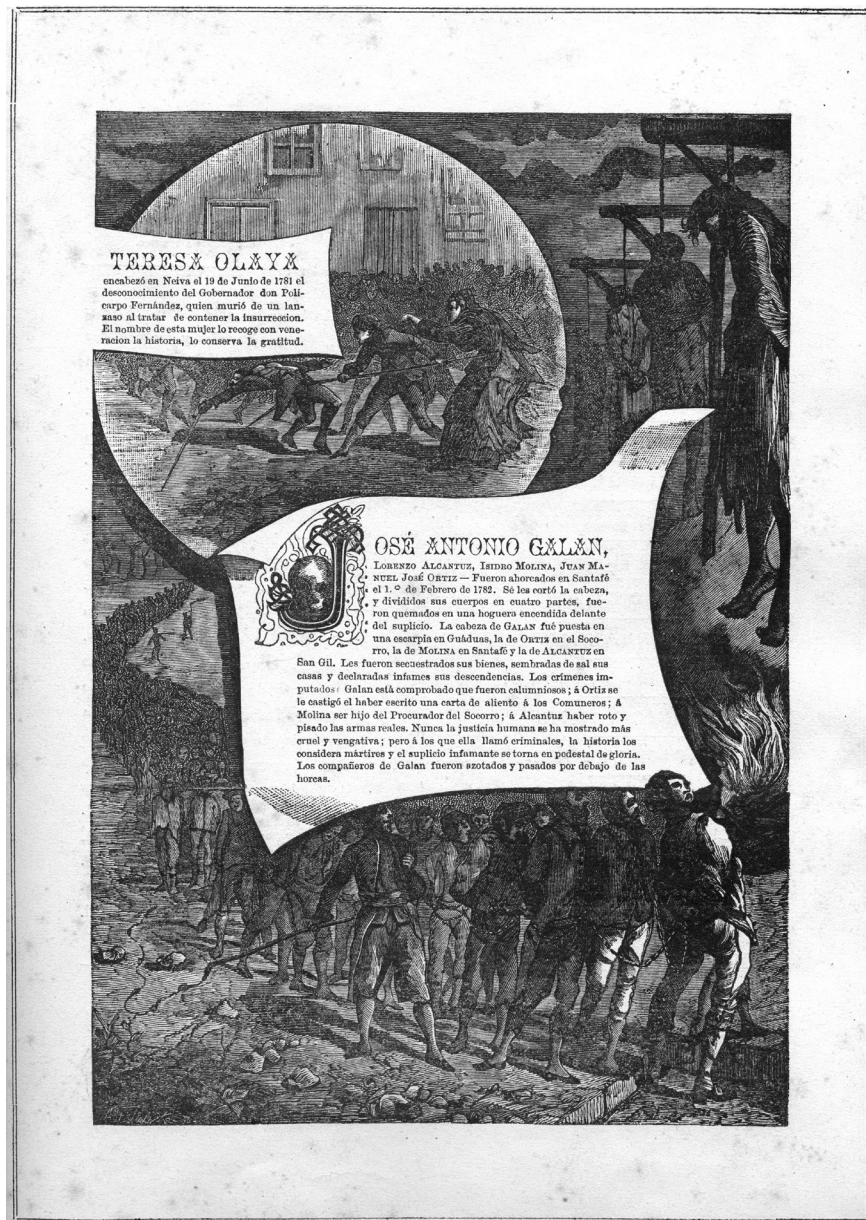 TERESA OLAYA
encabezó en Neiva el 19 de Junio de 1781 el
desconocimiento del Gobernador don Poli-
carpo Fernández, quien murió de un lan-
zaso al tratar de contener la insurreccion.
El nombre de esta mujer lo recoge con vene-
racion la historia, lo conserva la gratitud.
JOSÉ ANTONIO GALAN,
LORENZO ALCANTUZ, ISIDRO MOLINA, JUAN MA-
NUEL JOSÉ ORTIZ — Fueron ahorcados en Santafé
el 1.º de Febrero de 1782. Sé les cortó la cabeza,
y divididos sus cuerpos en cuatro partes, fue-
ron quemados en una hoguera encendida delante
del suplicio. La cabeza de GALAN fué puesta en
una escarpia en Guáduas, la de ORTIZ en el Soco-
rro, la de MOLINA en Santafé y la de ALCANTUZ en
San Gil. Les fueron secuestrados sus bienes, sembradas de sal sus
casas y declaradas infames sus descendencias. Los crímenes im-
putados Galan está comprobado que fueron calumniosos; á Ortiz se
le castigó el haber escrito una carta de aliento á los Comuneros; á
Molina ser hijo del Procurador del Socorro; á Alcantuz haber roto y
pisado las armas reales. Nunca la justicia humana se ha mostrado más
cruel y vengativa; pero á los que ella llamó criminales, la historia los
considera mártires y el suplicio infamante se torna en podestal de gloria.
Los compañeros de Galan fueron azotados y pasados por debajo de las
horcas.